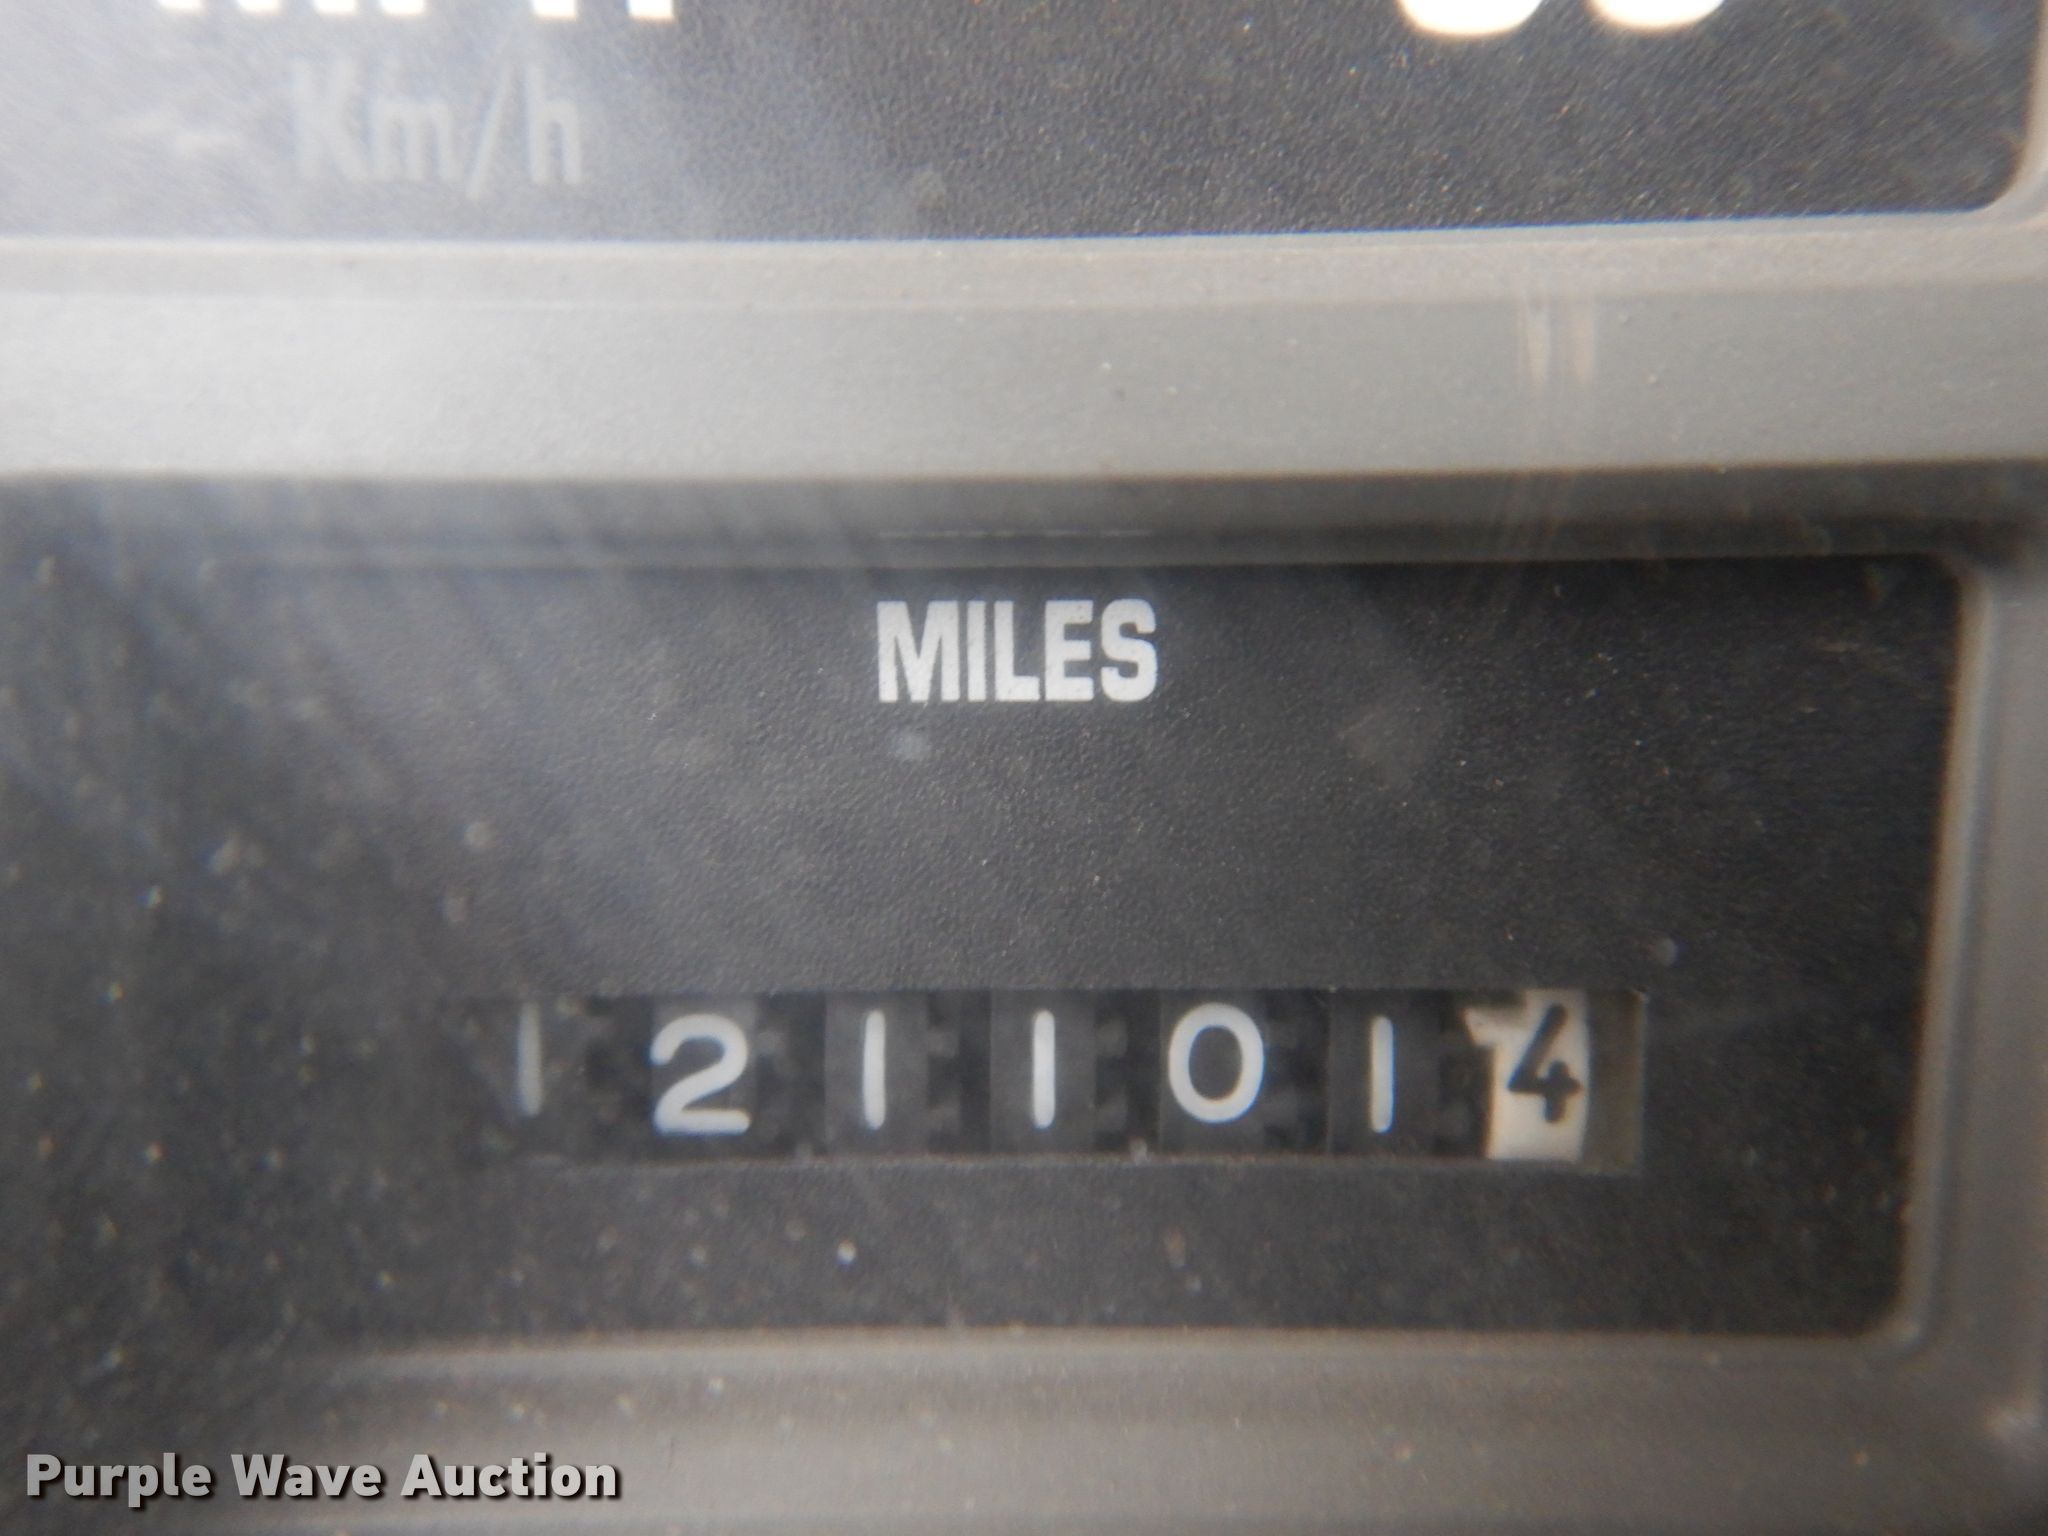 Km/h
MILES
1211014
Purple Wave Auction